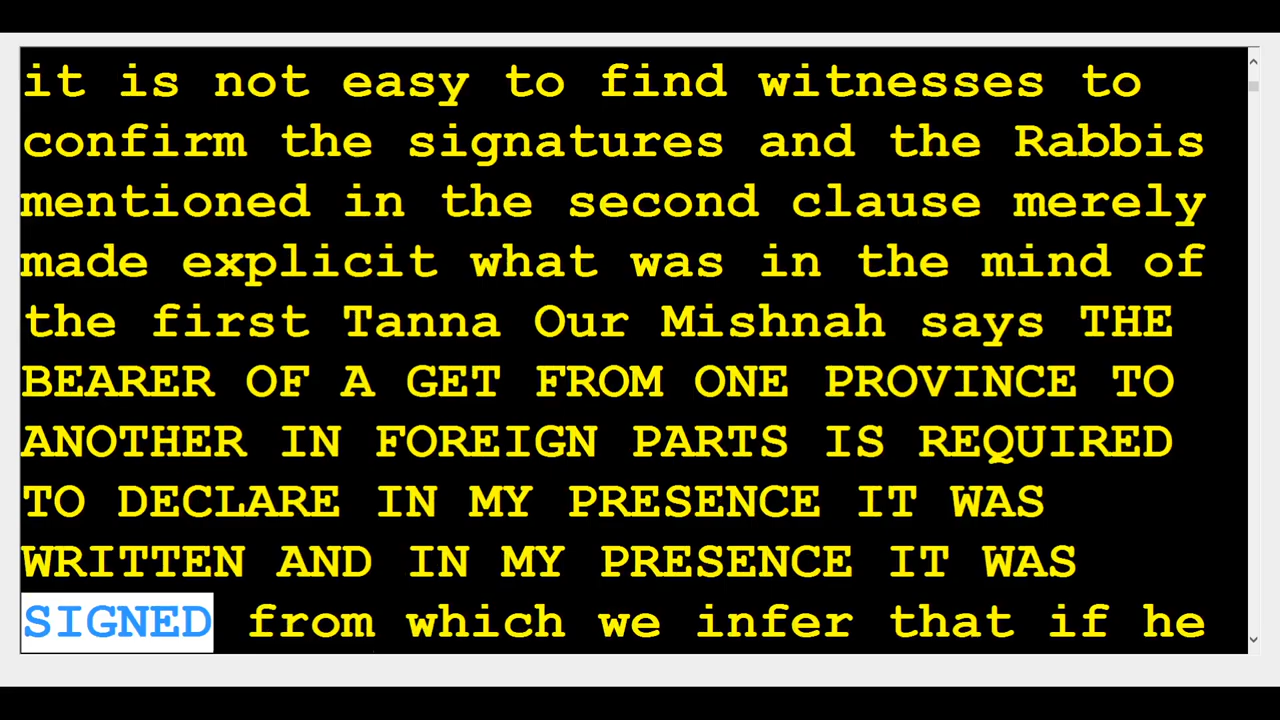 it is not easy to find witnesses to
confirm the signatures and the Rabbis
mentioned in the second clause merely
made explicit what was in the mind of
the first Tanna Our Mishnah says THE
BEARER OF A GET FROM ONE PROVINCE TO
ANOTHER IN FOREIGN PARTS IS REQUIRED
TO DECLARE IN MY PRESENCE IT WAS
WRITTEN AND IN MY PRESENCE IT WAS
SIGNED from which we infer that if he